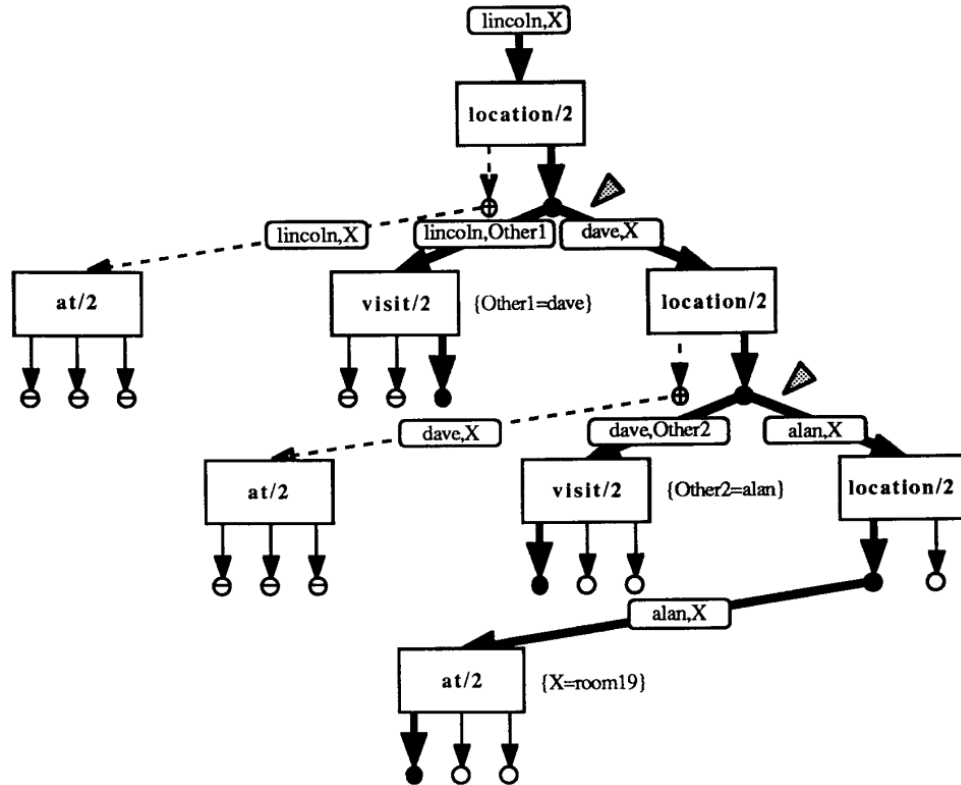 lincoln,X
location/2
lincoln,X
lincoln,Other1
dave,X
at/2
visit/2
{Other1=dave}
location/2
dave,X
dave,Other2
alan,X
at/2
visit/2
{Other2=alan}
location/2
alan,X
at/2
{X=room19}